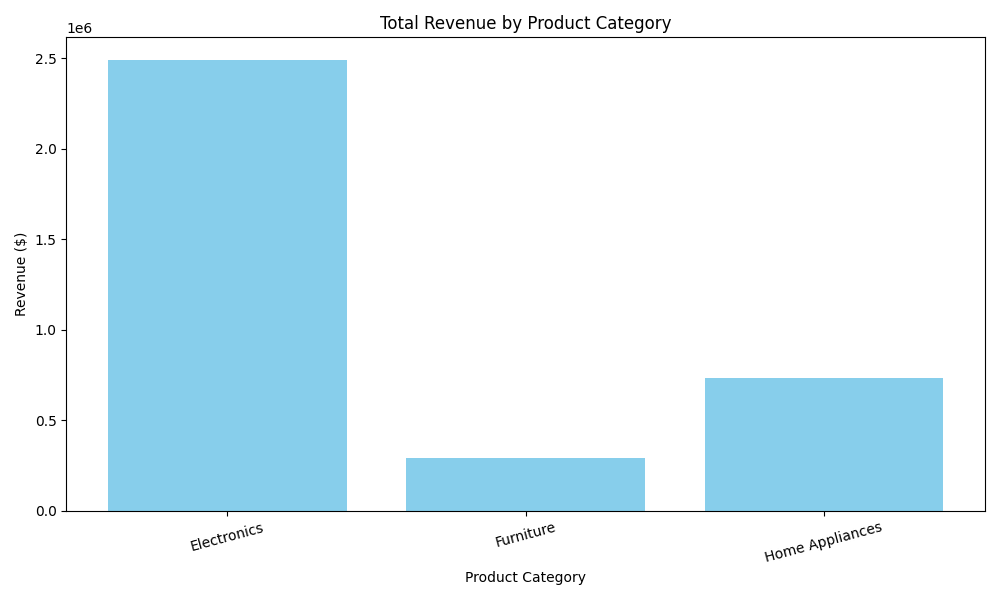 Total Revenue by Product Category
1e6
2.5
2.0
1.5
1.0
0.5
0.0
Revenue ($)
Electronics
Furniture
Home Appliances
Product Category